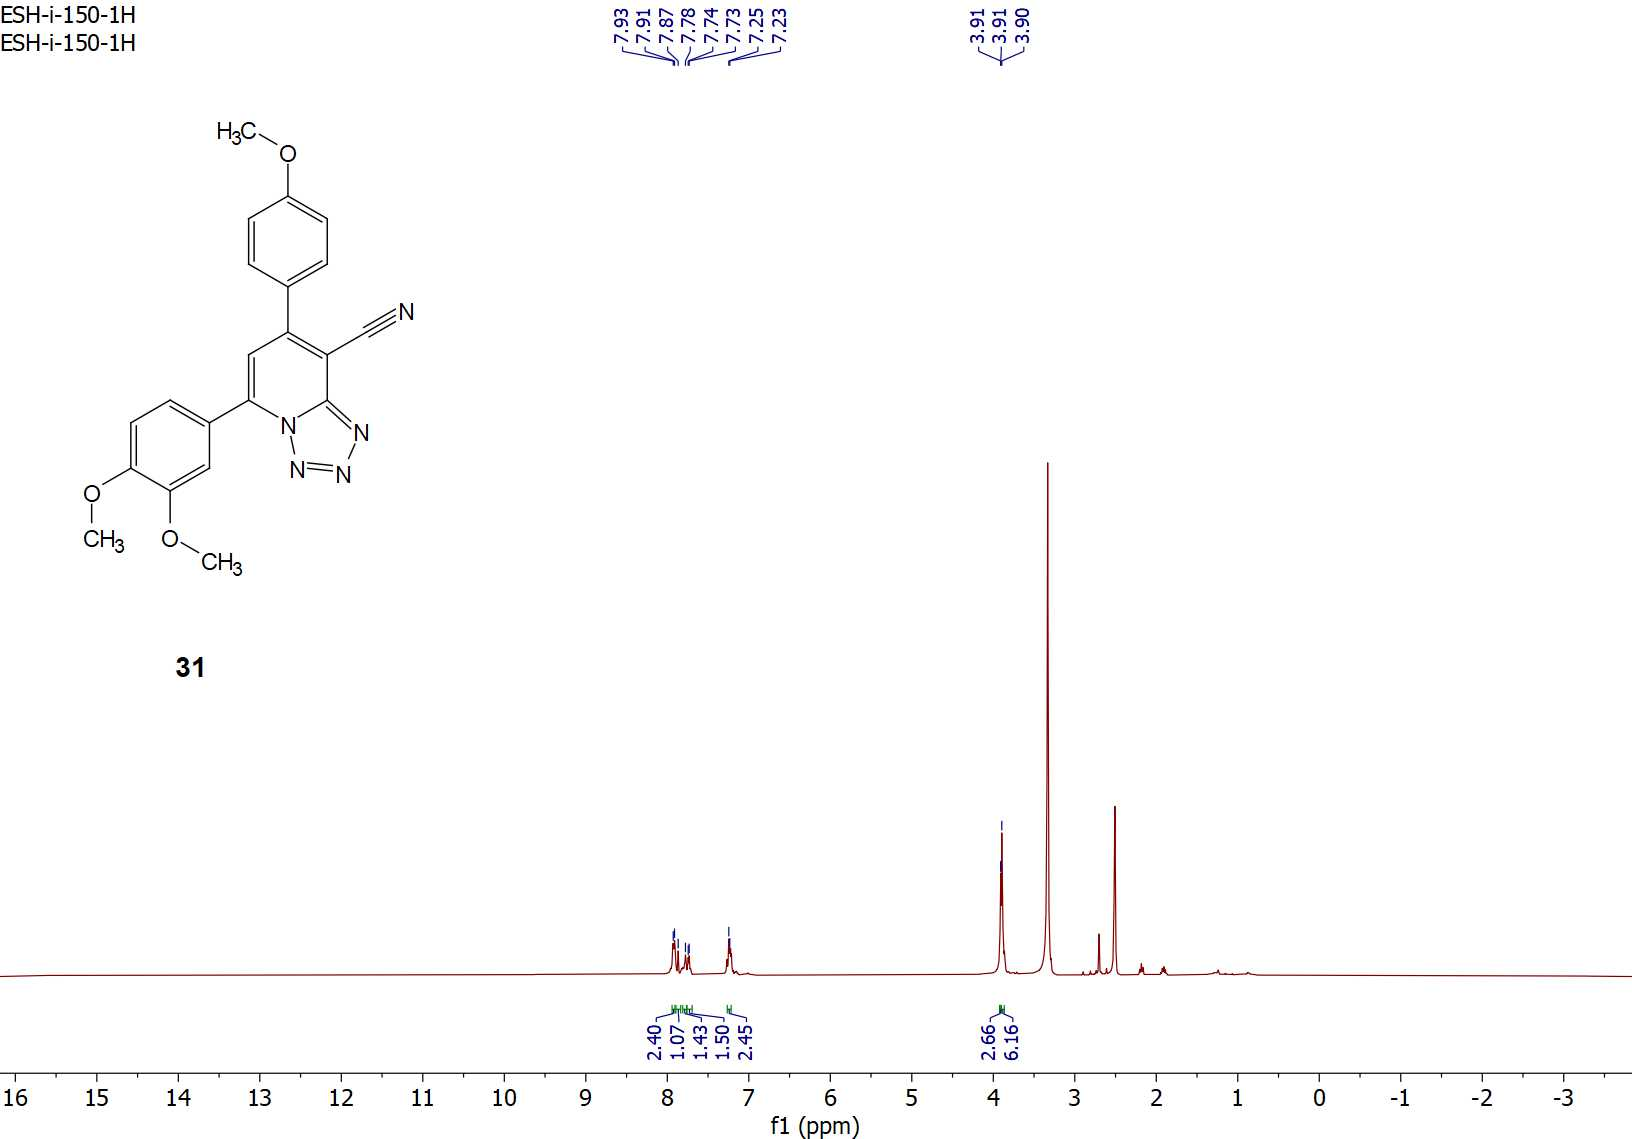 ESH-i-150-1H
ESH-i-150-1H
7.93
7.91
7.87
7.78
7.74
7.73
7.25
7.23
3.91
3.91
3.90
H3C
O
N
N
N
N
N
O
CH3
O
CH3
31
2.40
1.07
1.43
1.50
2.45
2.66
6.16
16 15 14 13 12 11 10 9 8 7 6 5 4 3 2 1 0 -1 -2 -3
f1 (ppm)